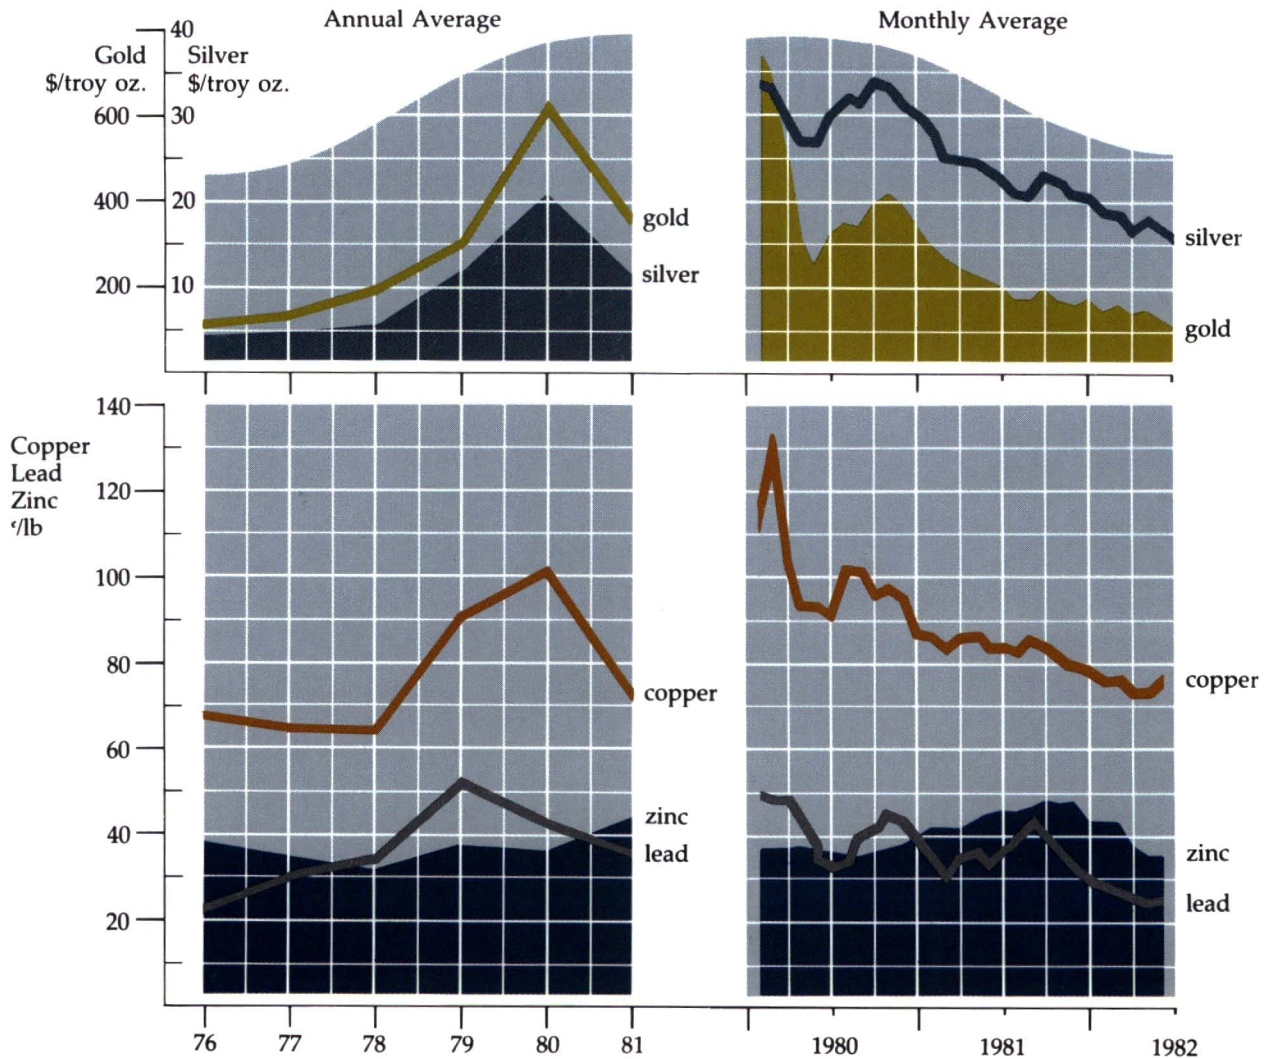 Annual Average
Monthly Average
Gold
$/troy oz.
Silver
$/troy oz.
40
600
30
400
20
200
10
gold
silver
silver
gold
Copper
Lead
Zinc
¢/lb
140
120
100
80
60
40
20
copper
zinc
lead
copper
zinc
lead
76
77
78
79
80
81
1980
1981
1982